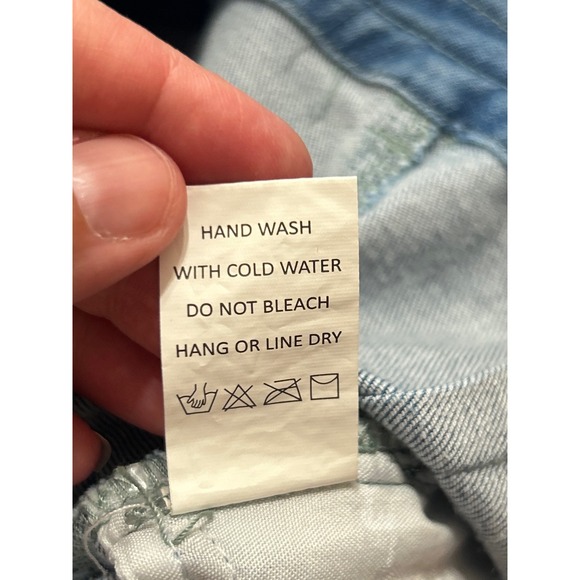 HAND WASH
WITH COLD WATER
DO NOT BLEACH
HANG OR LINE DRY